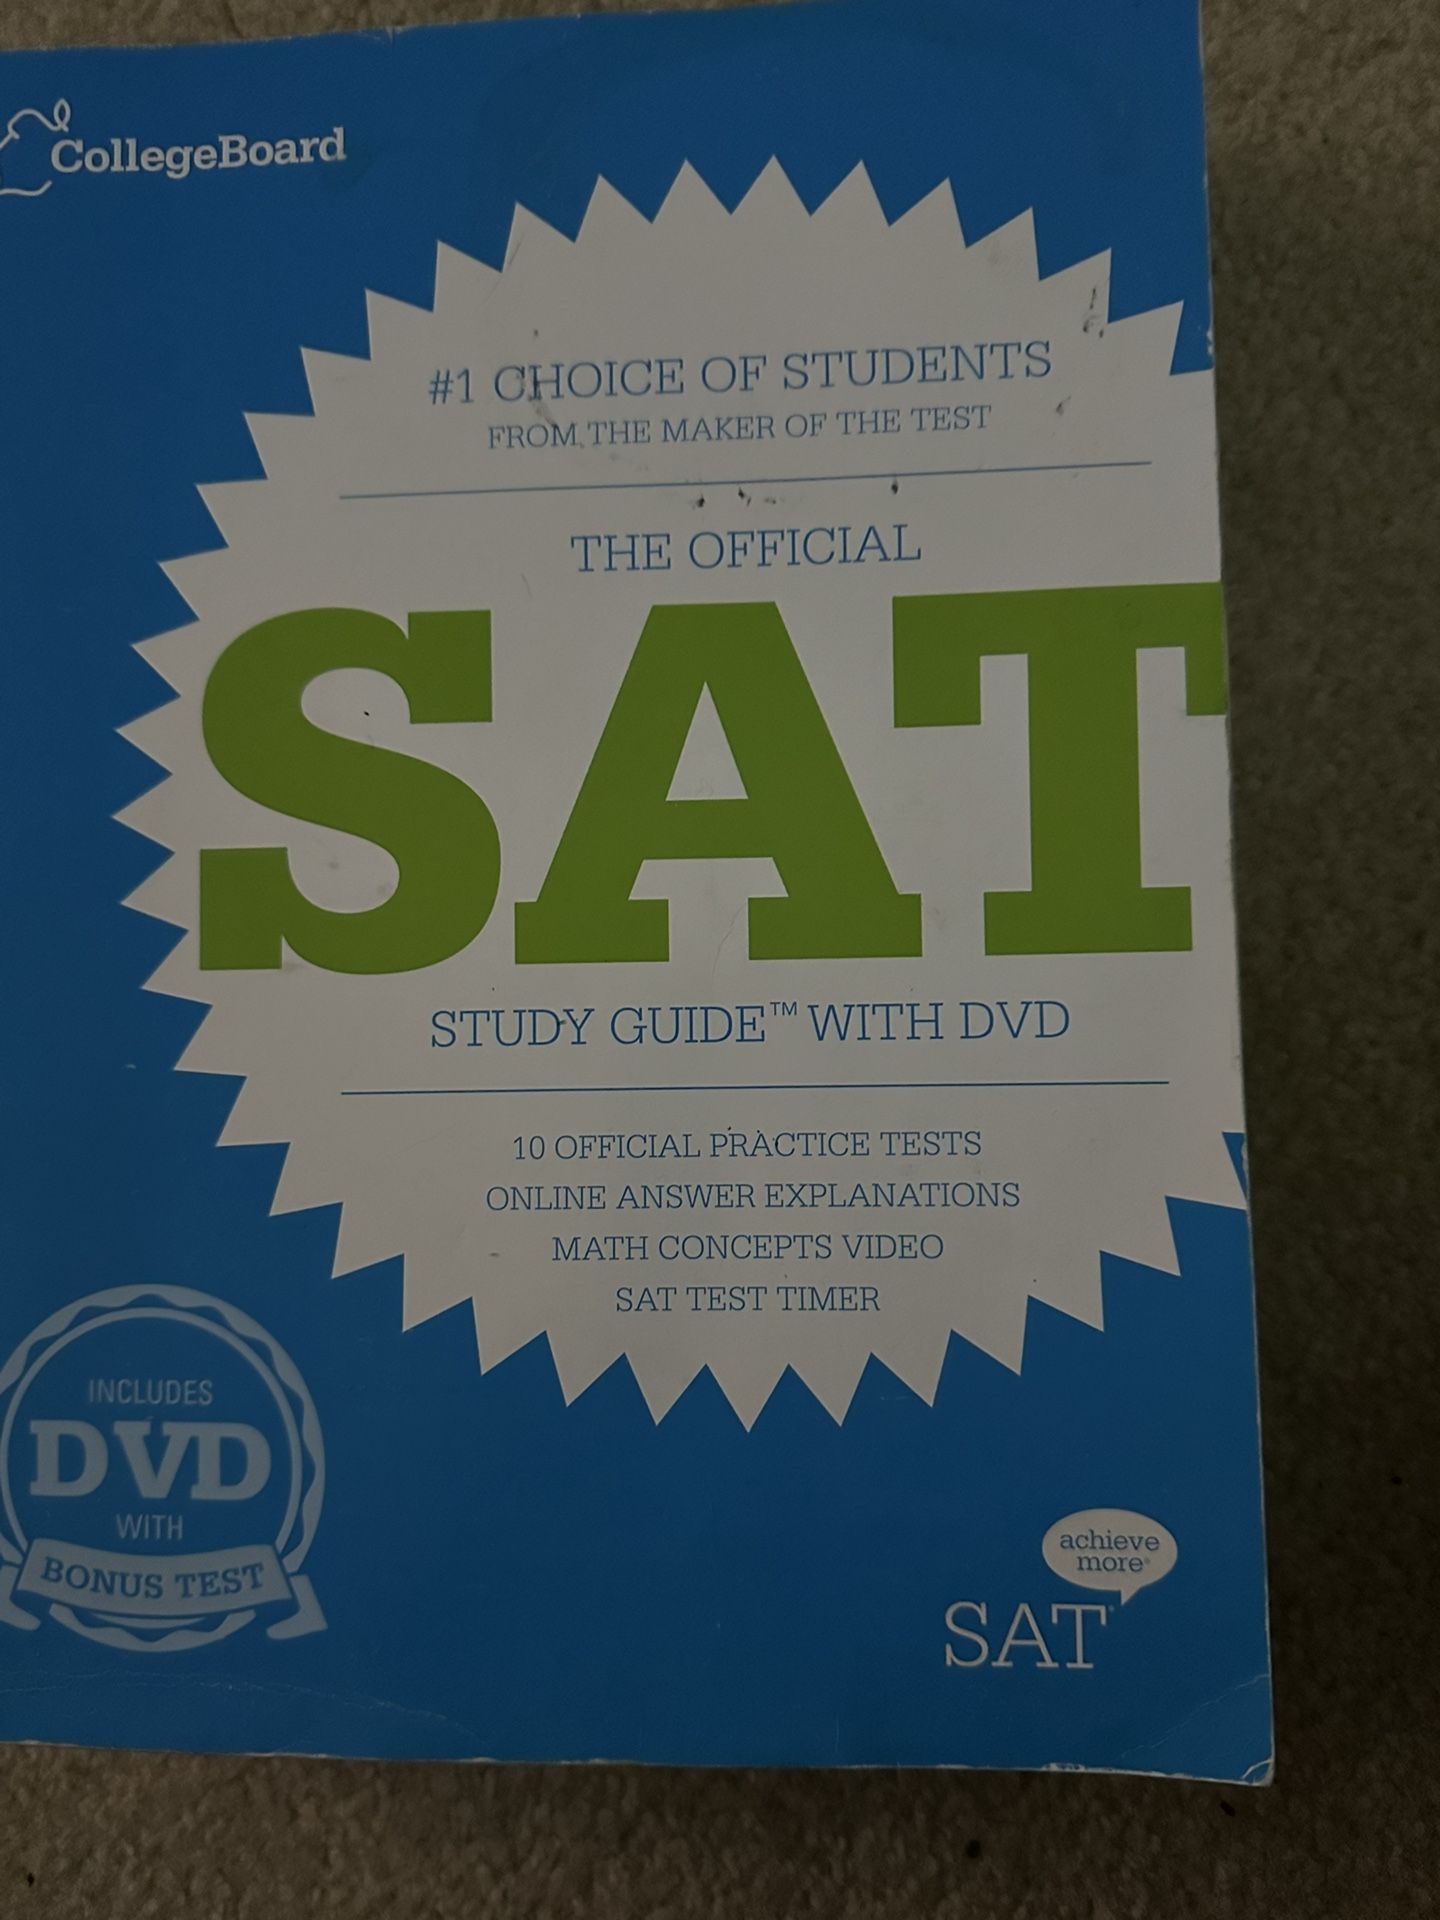 CollegeBoard
#1 CHOICE OF STUDENTS
FROM THE MAKER OF THE TEST
THE OFFICIAL
SAT
STUDY GUIDE™ WITH DVD
10 OFFICIAL PRACTICE TESTS
ONLINE ANSWER EXPLANATIONS
MATH CONCEPTS VIDEO
SAT TEST TIMER
INCLUDES
DVD
WITH
BONUS TEST
achieve
more®
SAT®